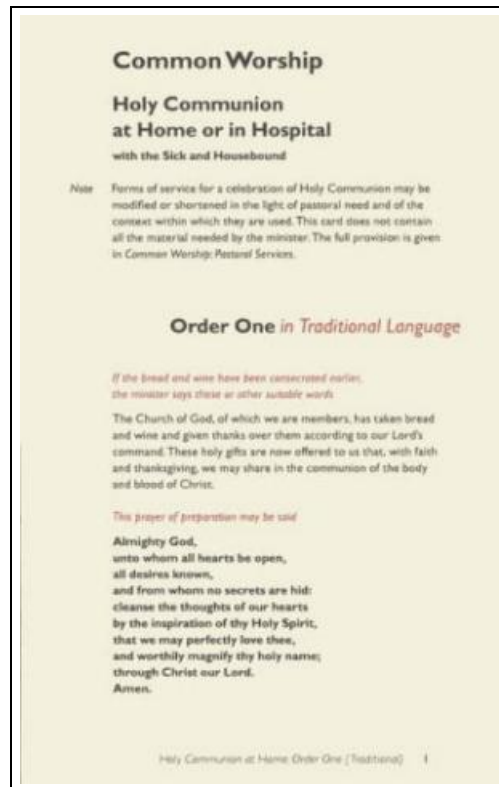 Common Worship
Holy Communion
at Home or in Hospital
with the Sick and Housebound
Note Forms of service for a celebration of Holy Communion may be
modified or shortened in the light of pastoral need and of the
context within which they are used. This card does not contain
all the material needed by the minister. The full provision is given
in Common Worship: Pastoral Services.
Order One in Traditional Language
If the bread and wine have been consecrated earlier,
the minister says these or other suitable words
The Church of God, of which we are members, has taken bread
and wine and given thanks over them according to our Lord's
command. These holy gifts are now offered to us that, with faith
and thanksgiving, we may share in the communion of the body
and blood of Christ.
This prayer of preparation may be said
Almighty God,
unto whom all hearts be open,
all desires known,
and from whom no secrets are hid:
cleanse the thoughts of our hearts
by the inspiration of thy Holy Spirit,
that we may perfectly love thee,
and worthily magnify thy holy name;
through Christ our Lord.
Amen.
Holy Communion at Home: Order One (Traditional) 1